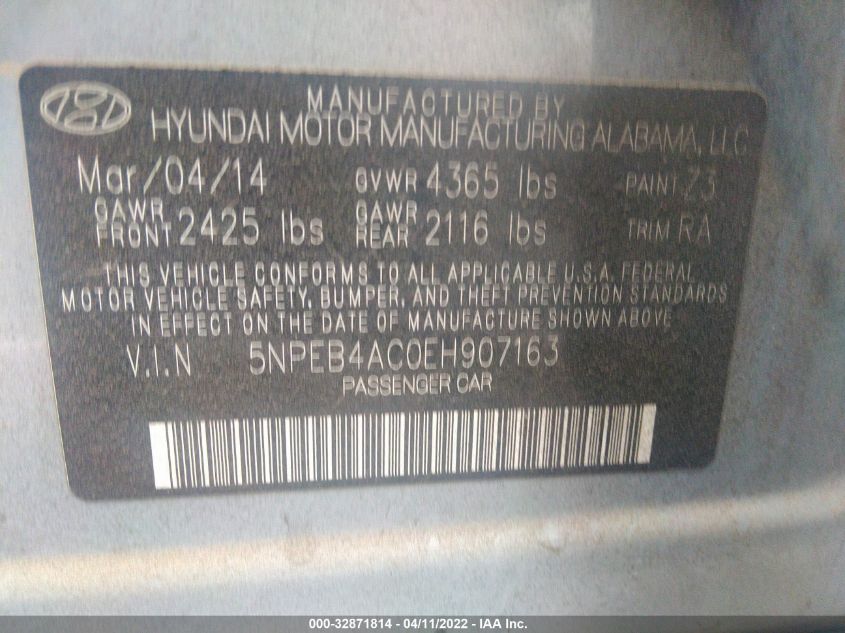 MANUFACTURED BY
HYUNDAI MOTOR MANUFACTURING ALABAMA, LLC
Mar/04/14 GVWR 4365 lbs PAINT Z3
GAWR FRONT 2425 lbs GAWR REAR 2116 lbs TRIM RA
THIS VEHICLE CONFORMS TO ALL APPLICABLE U.S.A. FEDERAL
MOTOR VEHICLE SAFETY, BUMPER, AND THEFT PREVENTION STANDARDS
IN EFFECT ON THE DATE OF MANUFACTURE SHOWN ABOVE.
V.I.N 5NPEB4AC0EH907163
PASSENGER CAR
000-32871814 - 04/11/2022 - IAA Inc.